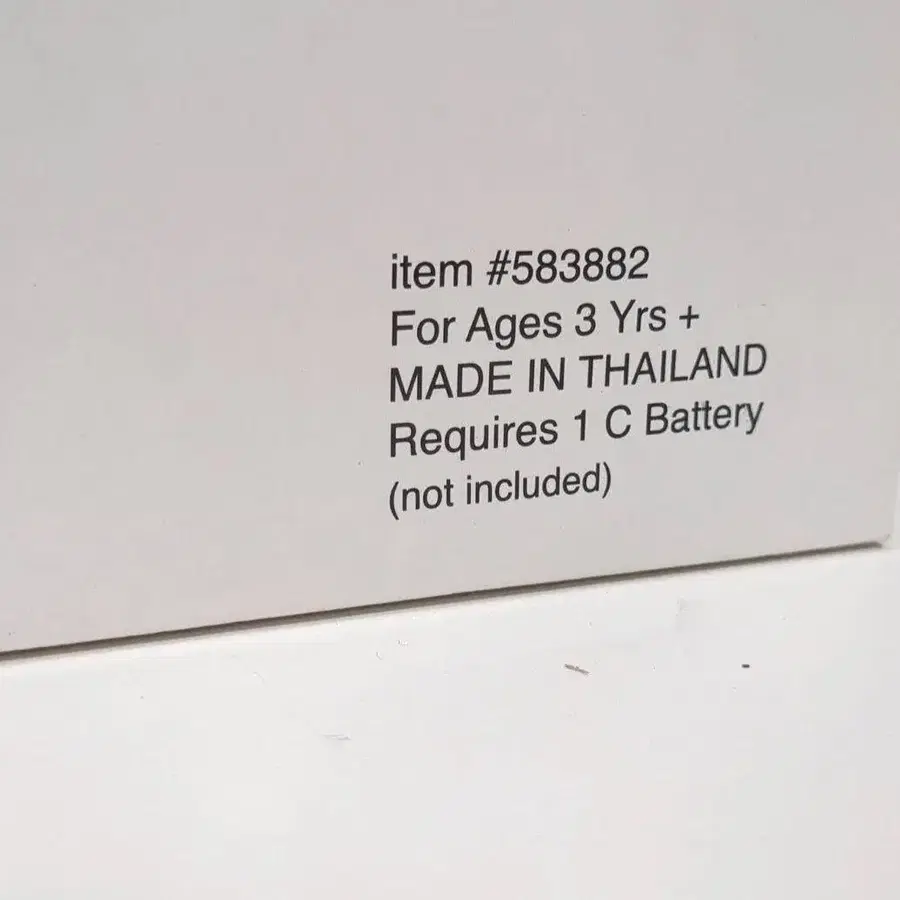 item #583882
For Ages 3 Yrs +
MADE IN THAILAND
Requires 1 C Battery
(not included)